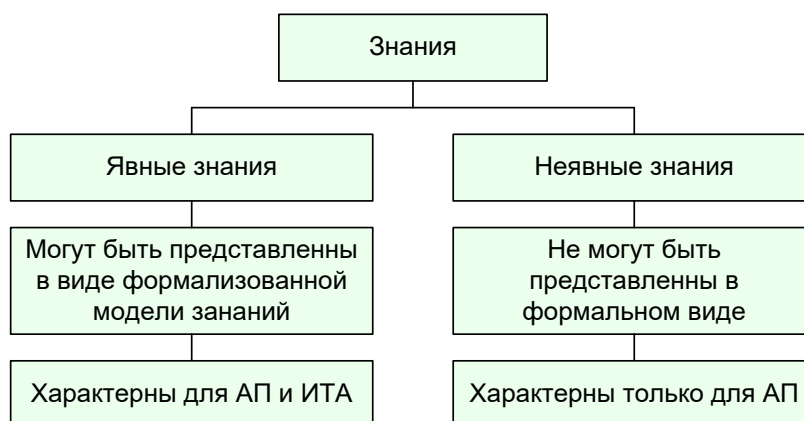 Знания
Явные знания
Неявные знания
Могут быть представленны
в виде формализованной
модели зананий
Не могут быть
представленны в
формальном виде
Характерны для АП и ИТА
Характерны только для АП